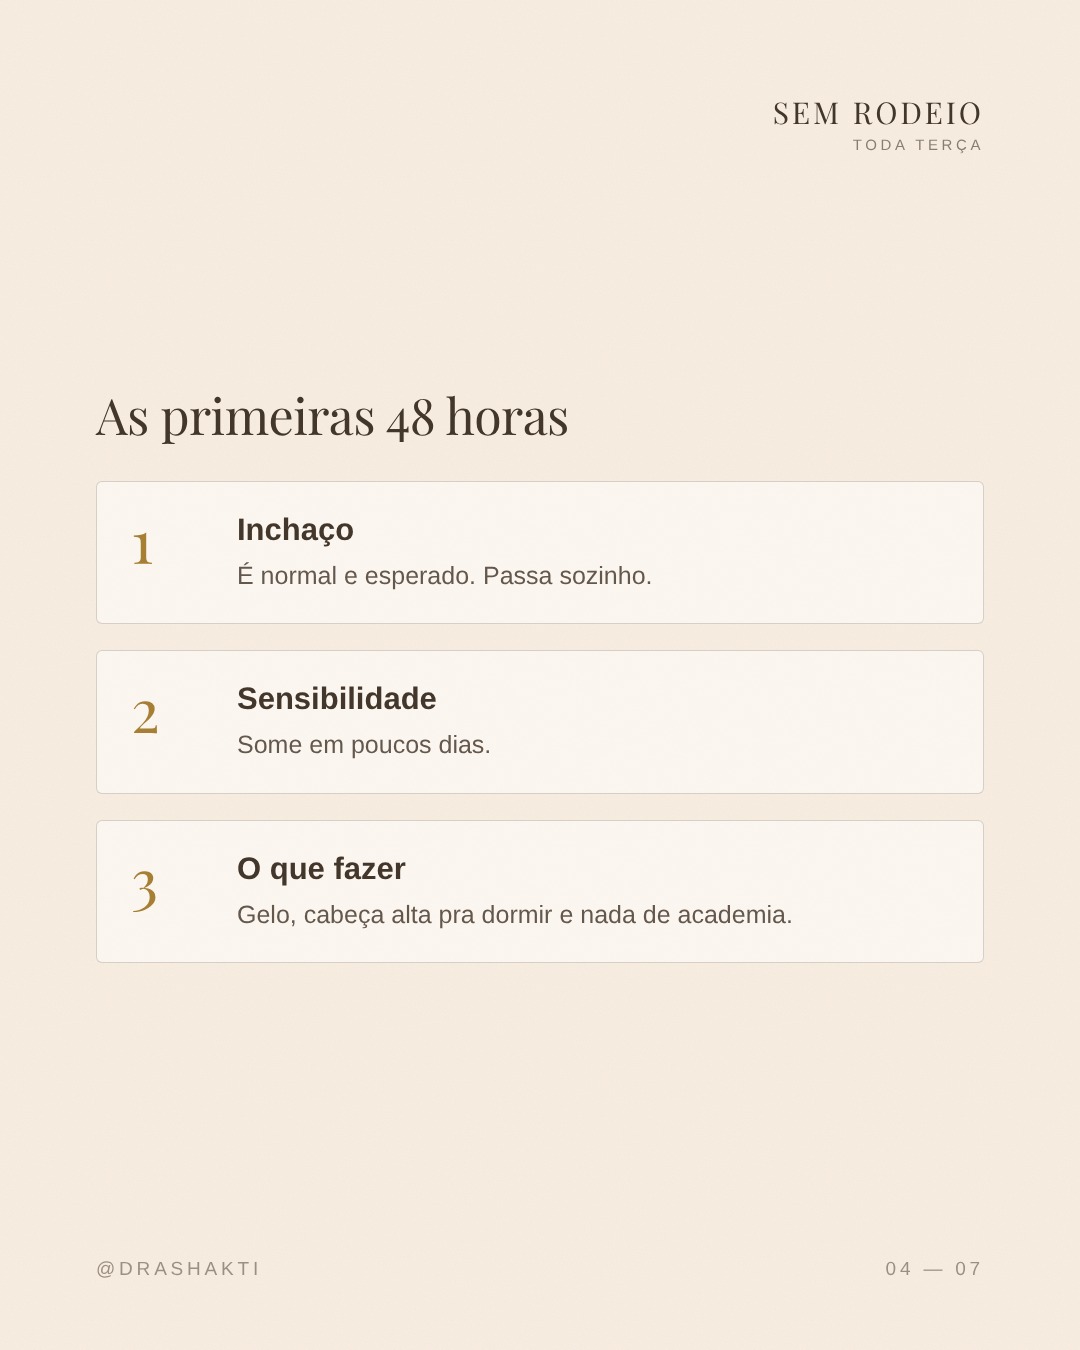 SEM RODEIO
TODA TERÇA
As primeiras 48 horas
1
Inchaço
É normal e esperado. Passa sozinho.
2
Sensibilidade
Some em poucos dias.
3
O que fazer
Gelo, cabeça alta pra dormir e nada de academia.
@DRASHAKTI
04 — 07